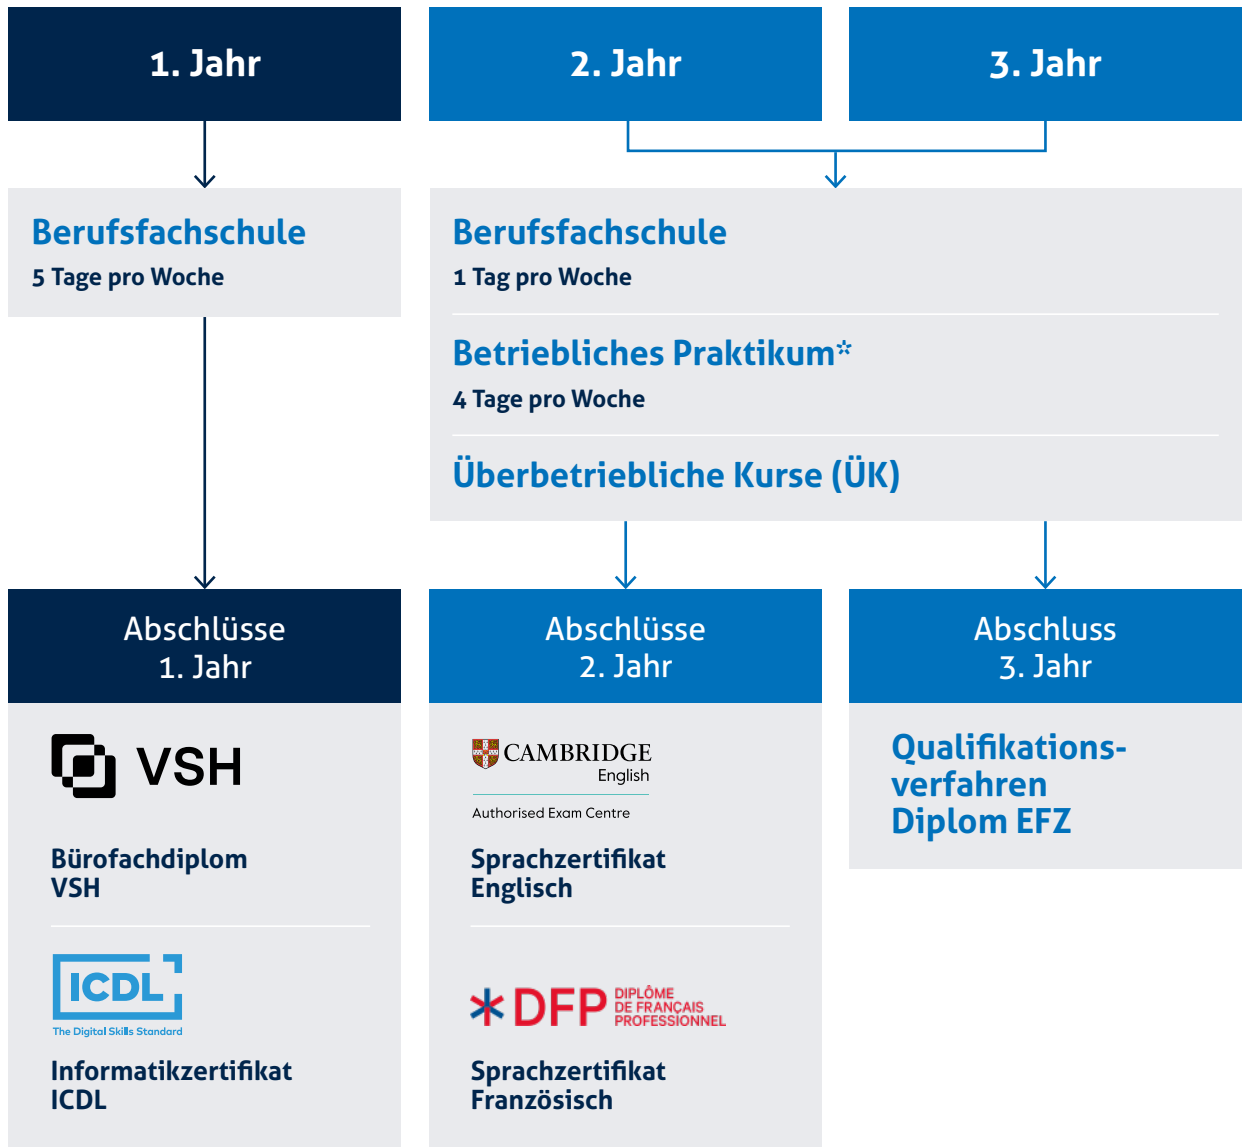 1. Jahr
2. Jahr
3. Jahr
Berufsfachschule
5 Tage pro Woche
Berufsfachschule
1 Tag pro Woche
Betriebliches Praktikum*
4 Tage pro Woche
Überbetriebliche Kurse (ÜK)
Abschlüsse
1. Jahr
VSH
Bürofachdiplom
VSH
ICDL
The Digital Skills Standard
Informatikzertifikat
ICDL
Abschlüsse
2. Jahr
CAMBRIDGE
English
Authorised Exam Centre
Sprachzertifikat
Englisch
DFP
DIPLÔME
DE FRANÇAIS
PROFESSIONNEL
Sprachzertifikat
Französisch
Abschluss
3. Jahr
Qualifikations-
verfahren
Diplom EFZ